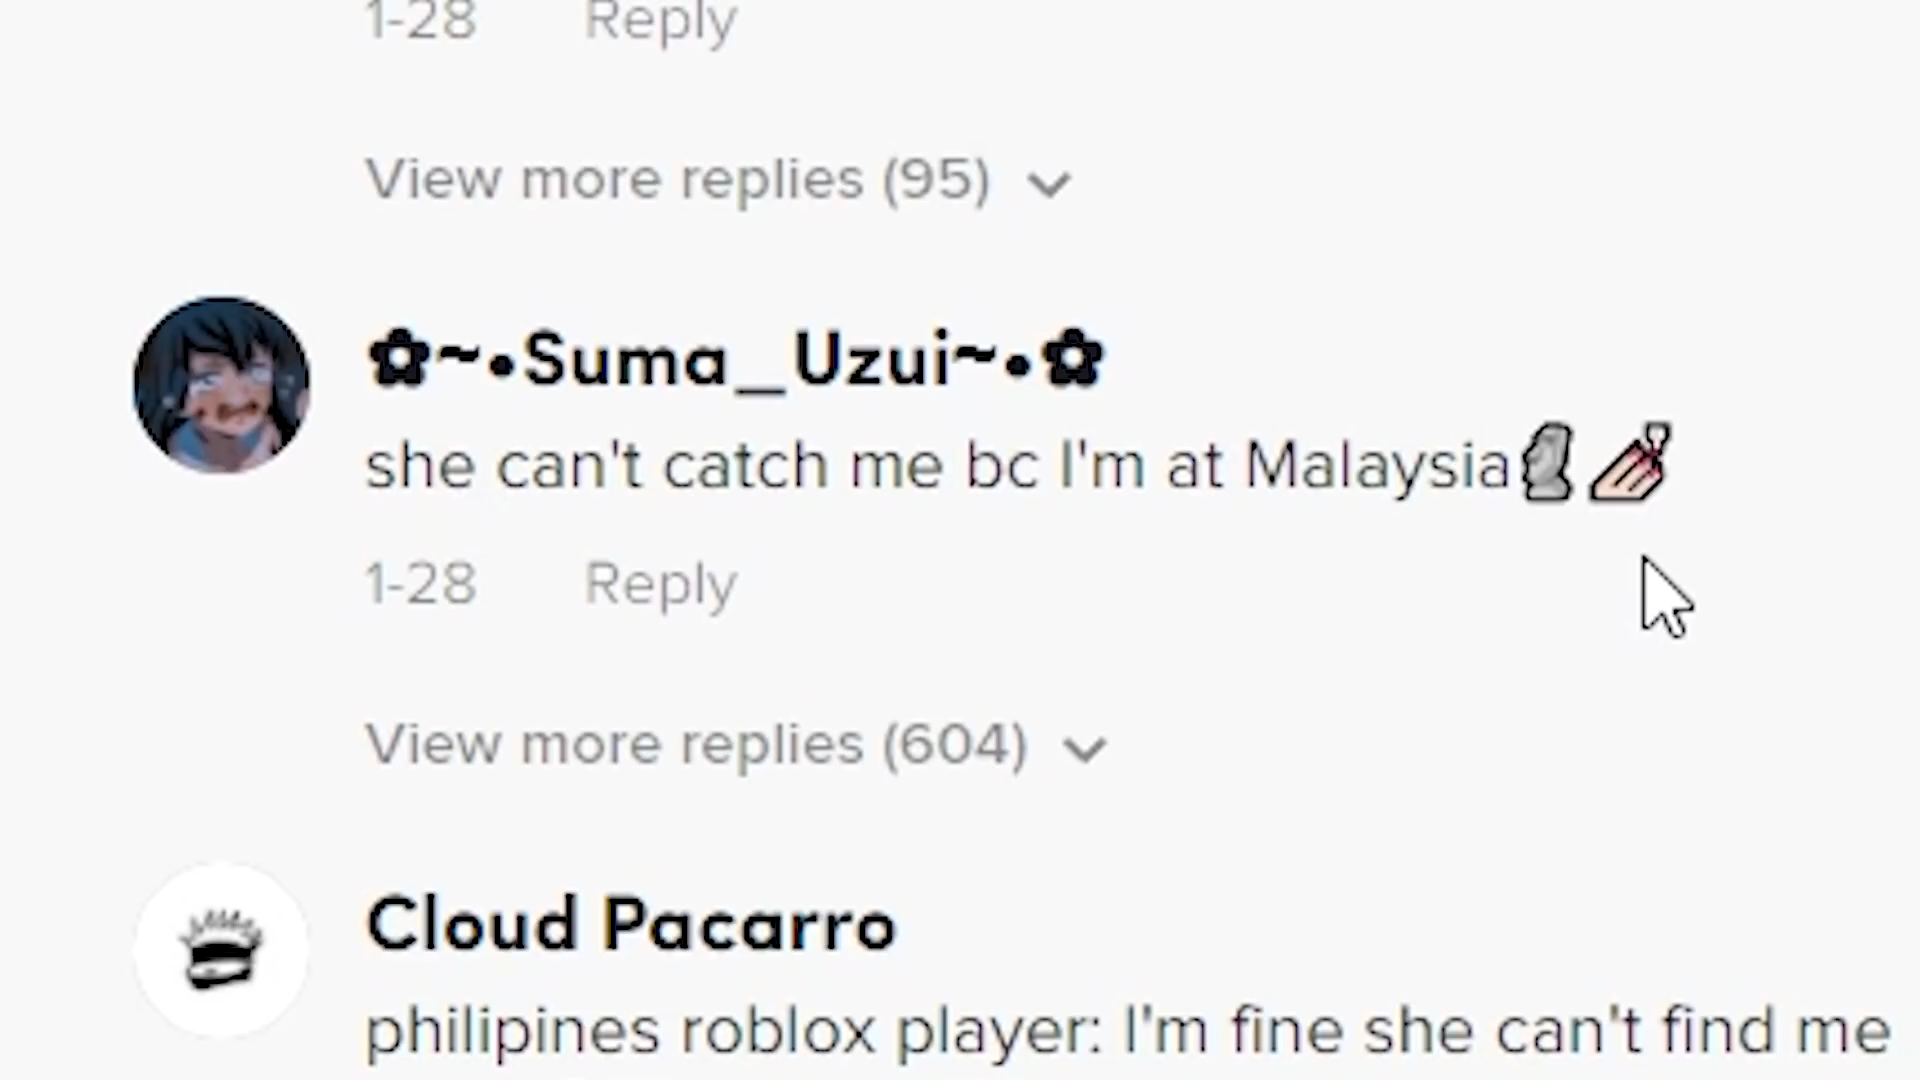 1-28 Reply
View more replies (95)
✿~•Suma_Uzui~•✿
she can't catch me bc I'm at Malaysia🗿💅
1-28 Reply
View more replies (604)
Cloud Pacarro
philipines roblox player: I'm fine she can't find me